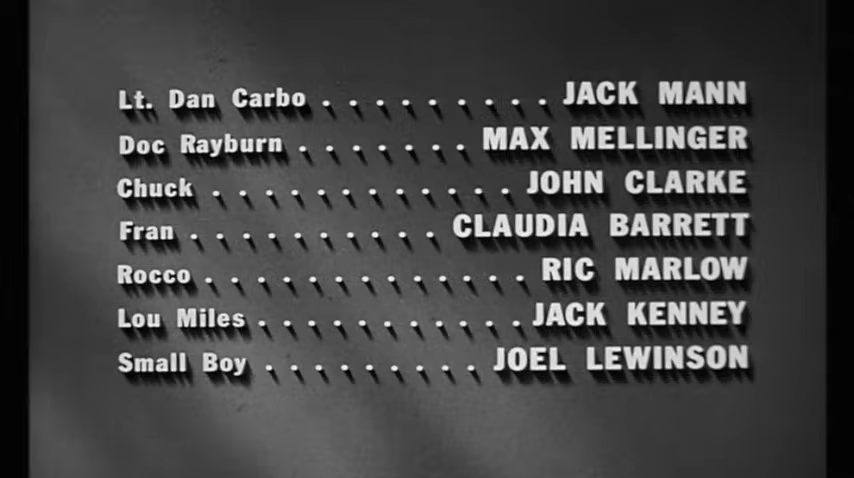 Lt. Dan Carbo . . . . . . . . . JACK MANN
Doc Rayburn . . . . . . . MAX MELLINGER
Chuck . . . . . . . . . . . . JOHN CLARKE
Fran . . . . . . . . . . CLAUDIA BARRETT
Rocco . . . . . . . . . . . . . RIC MARLOW
Lou Miles . . . . . . . . . . . JACK KENNEY
Small Boy . . . . . . . . . JOEL LEWINSON